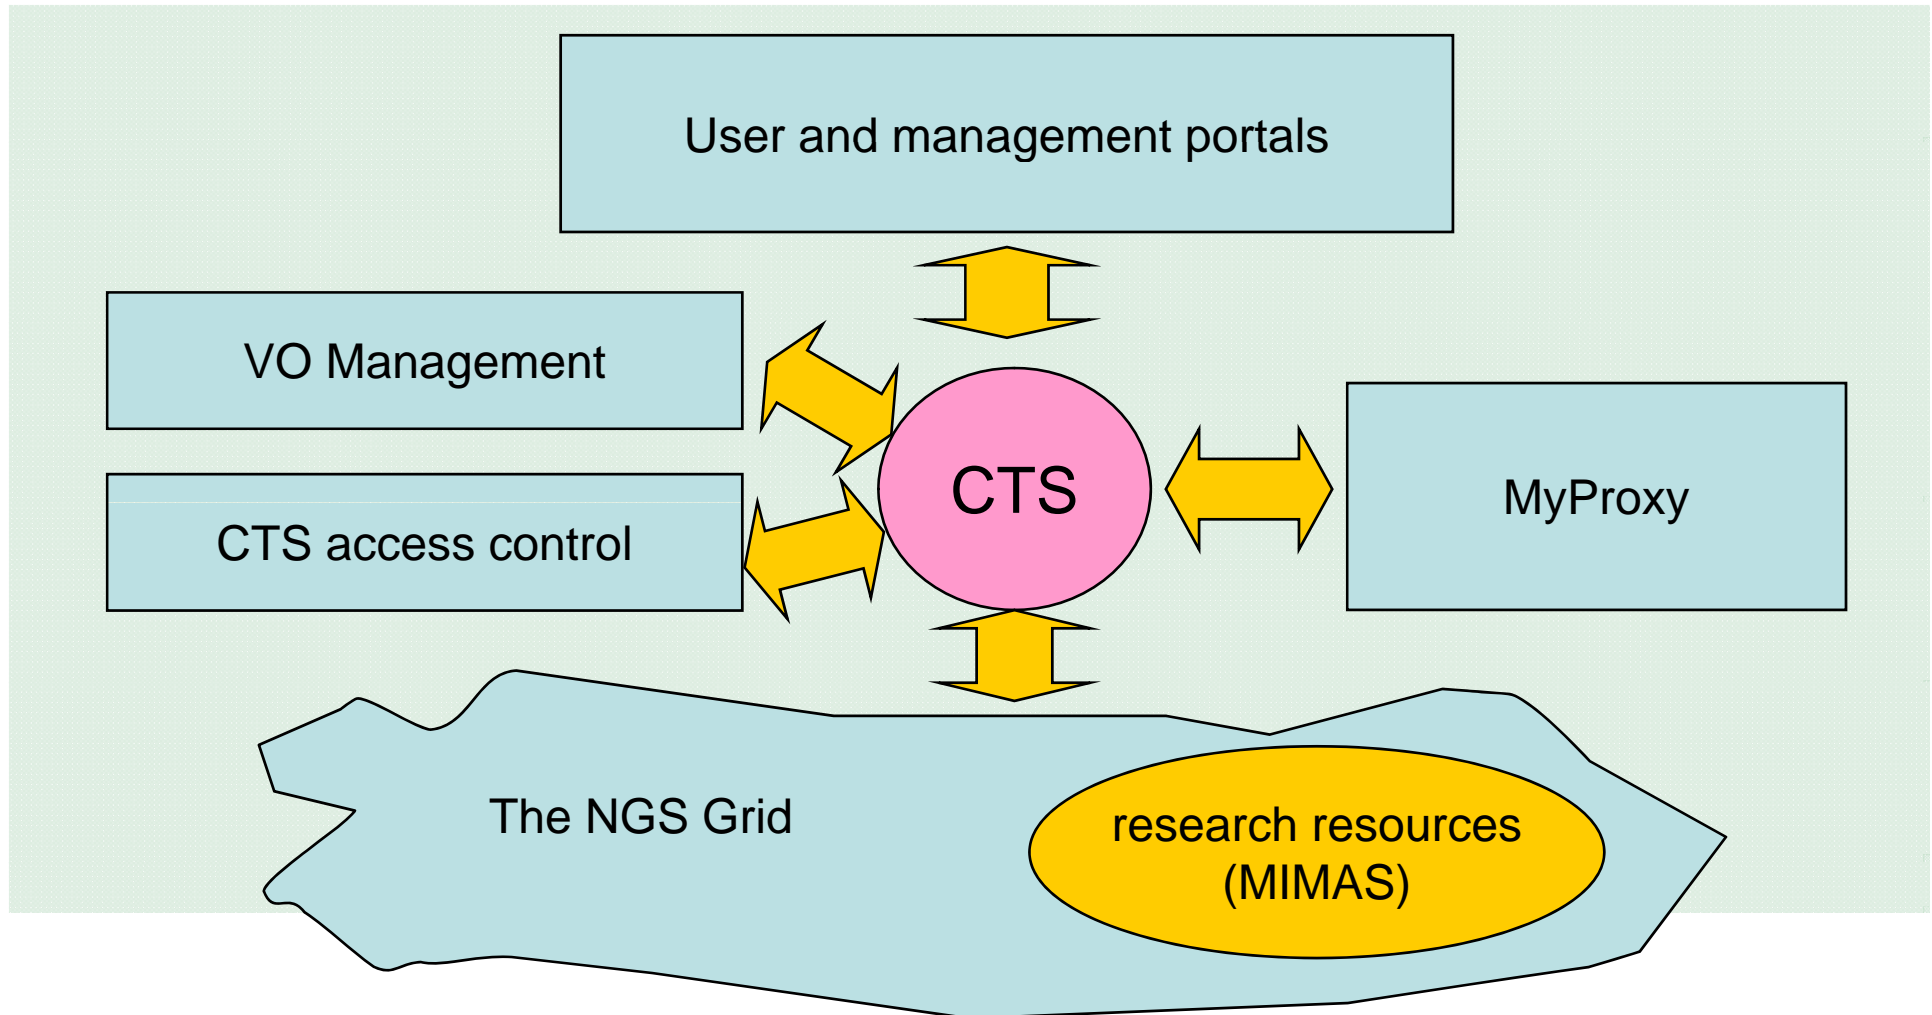 User and management portals
VO Management
CTS access control
CTS
MyProxy
The NGS Grid
research resources
(MIMAS)